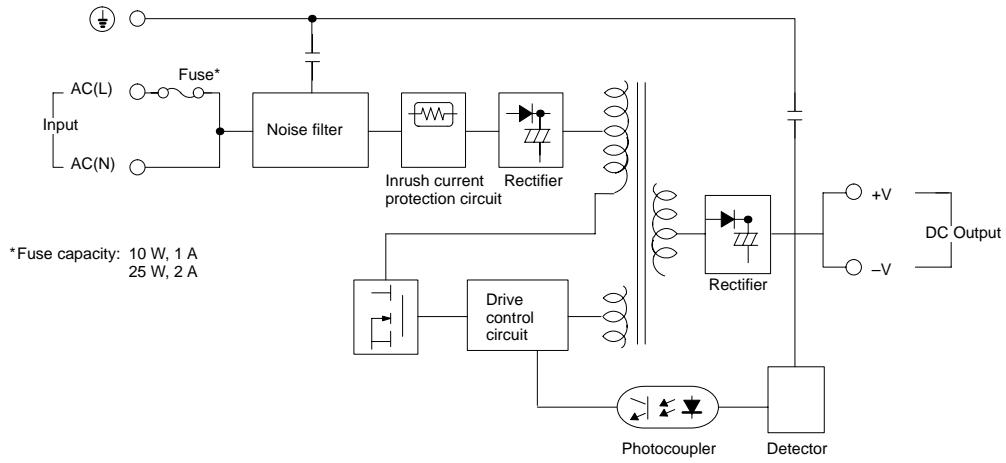 Fuse*
AC(L)
Input
AC(N)
Noise filter
Inrush current
protection circuit
Rectifier
+V
DC Output
–V
Rectifier
*Fuse capacity: 10 W, 1 A
25 W, 2 A
Drive
control
circuit
Photocoupler
Detector